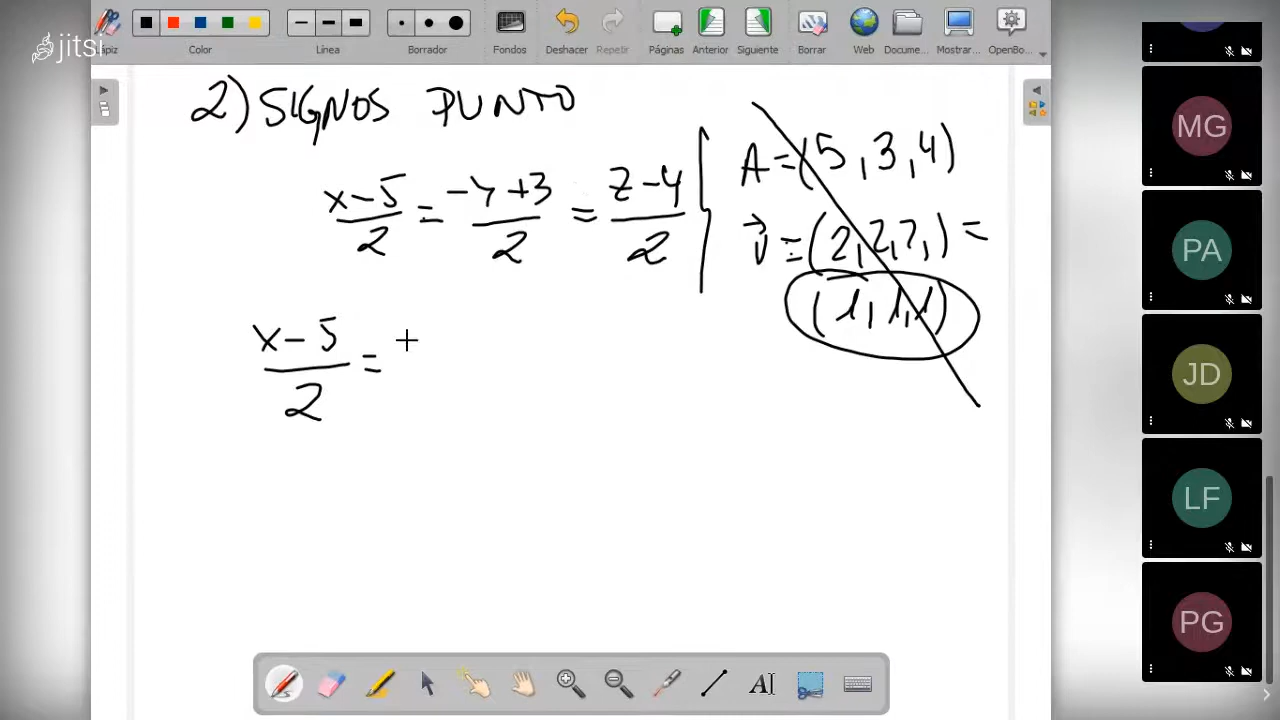 jitsi
Lápiz Color Línea Borrador Fondos Deshacer Repetir Páginas Anterior Siguiente Borrar Web Docume... Mostrar... OpenBo...
2) SIGNOS PUNTO
x-5/2 = -y+3/2 = z-4/2
A = (5, 3, 4)
v⃗ = (2, 2, 2,) =
(1, 1, 1)
x-5/2 =
MG
PA
JD
LF
PG
AI